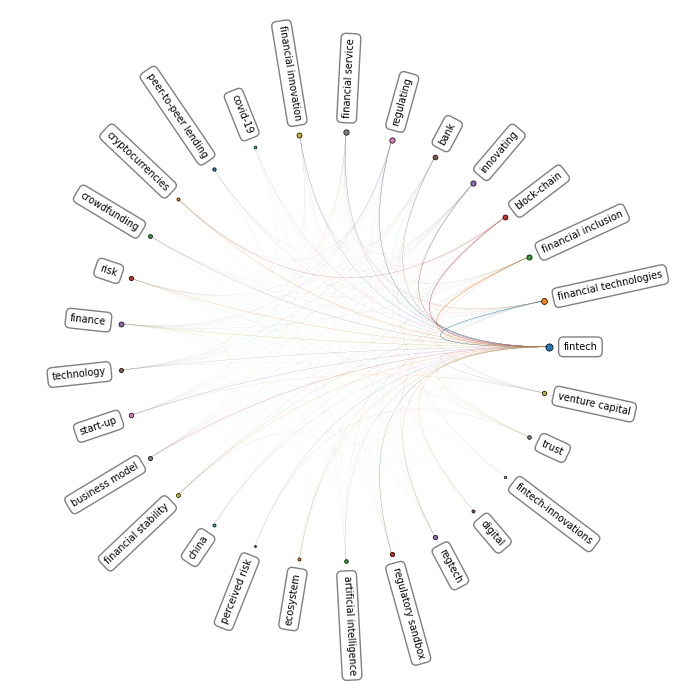 financial innovation
financial service
regulating
bank
innovating
block-chain
financial inclusion
financial technologies
fintech
venture capital
trust
fintech-innovations
digital
regtech
regulatory sandbox
artificial intelligence
ecosystem
perceived risk
china
financial stability
business model
start-up
technology
finance
risk
crowdfunding
cryptocurrencies
peer-to-peer lending
covid-19